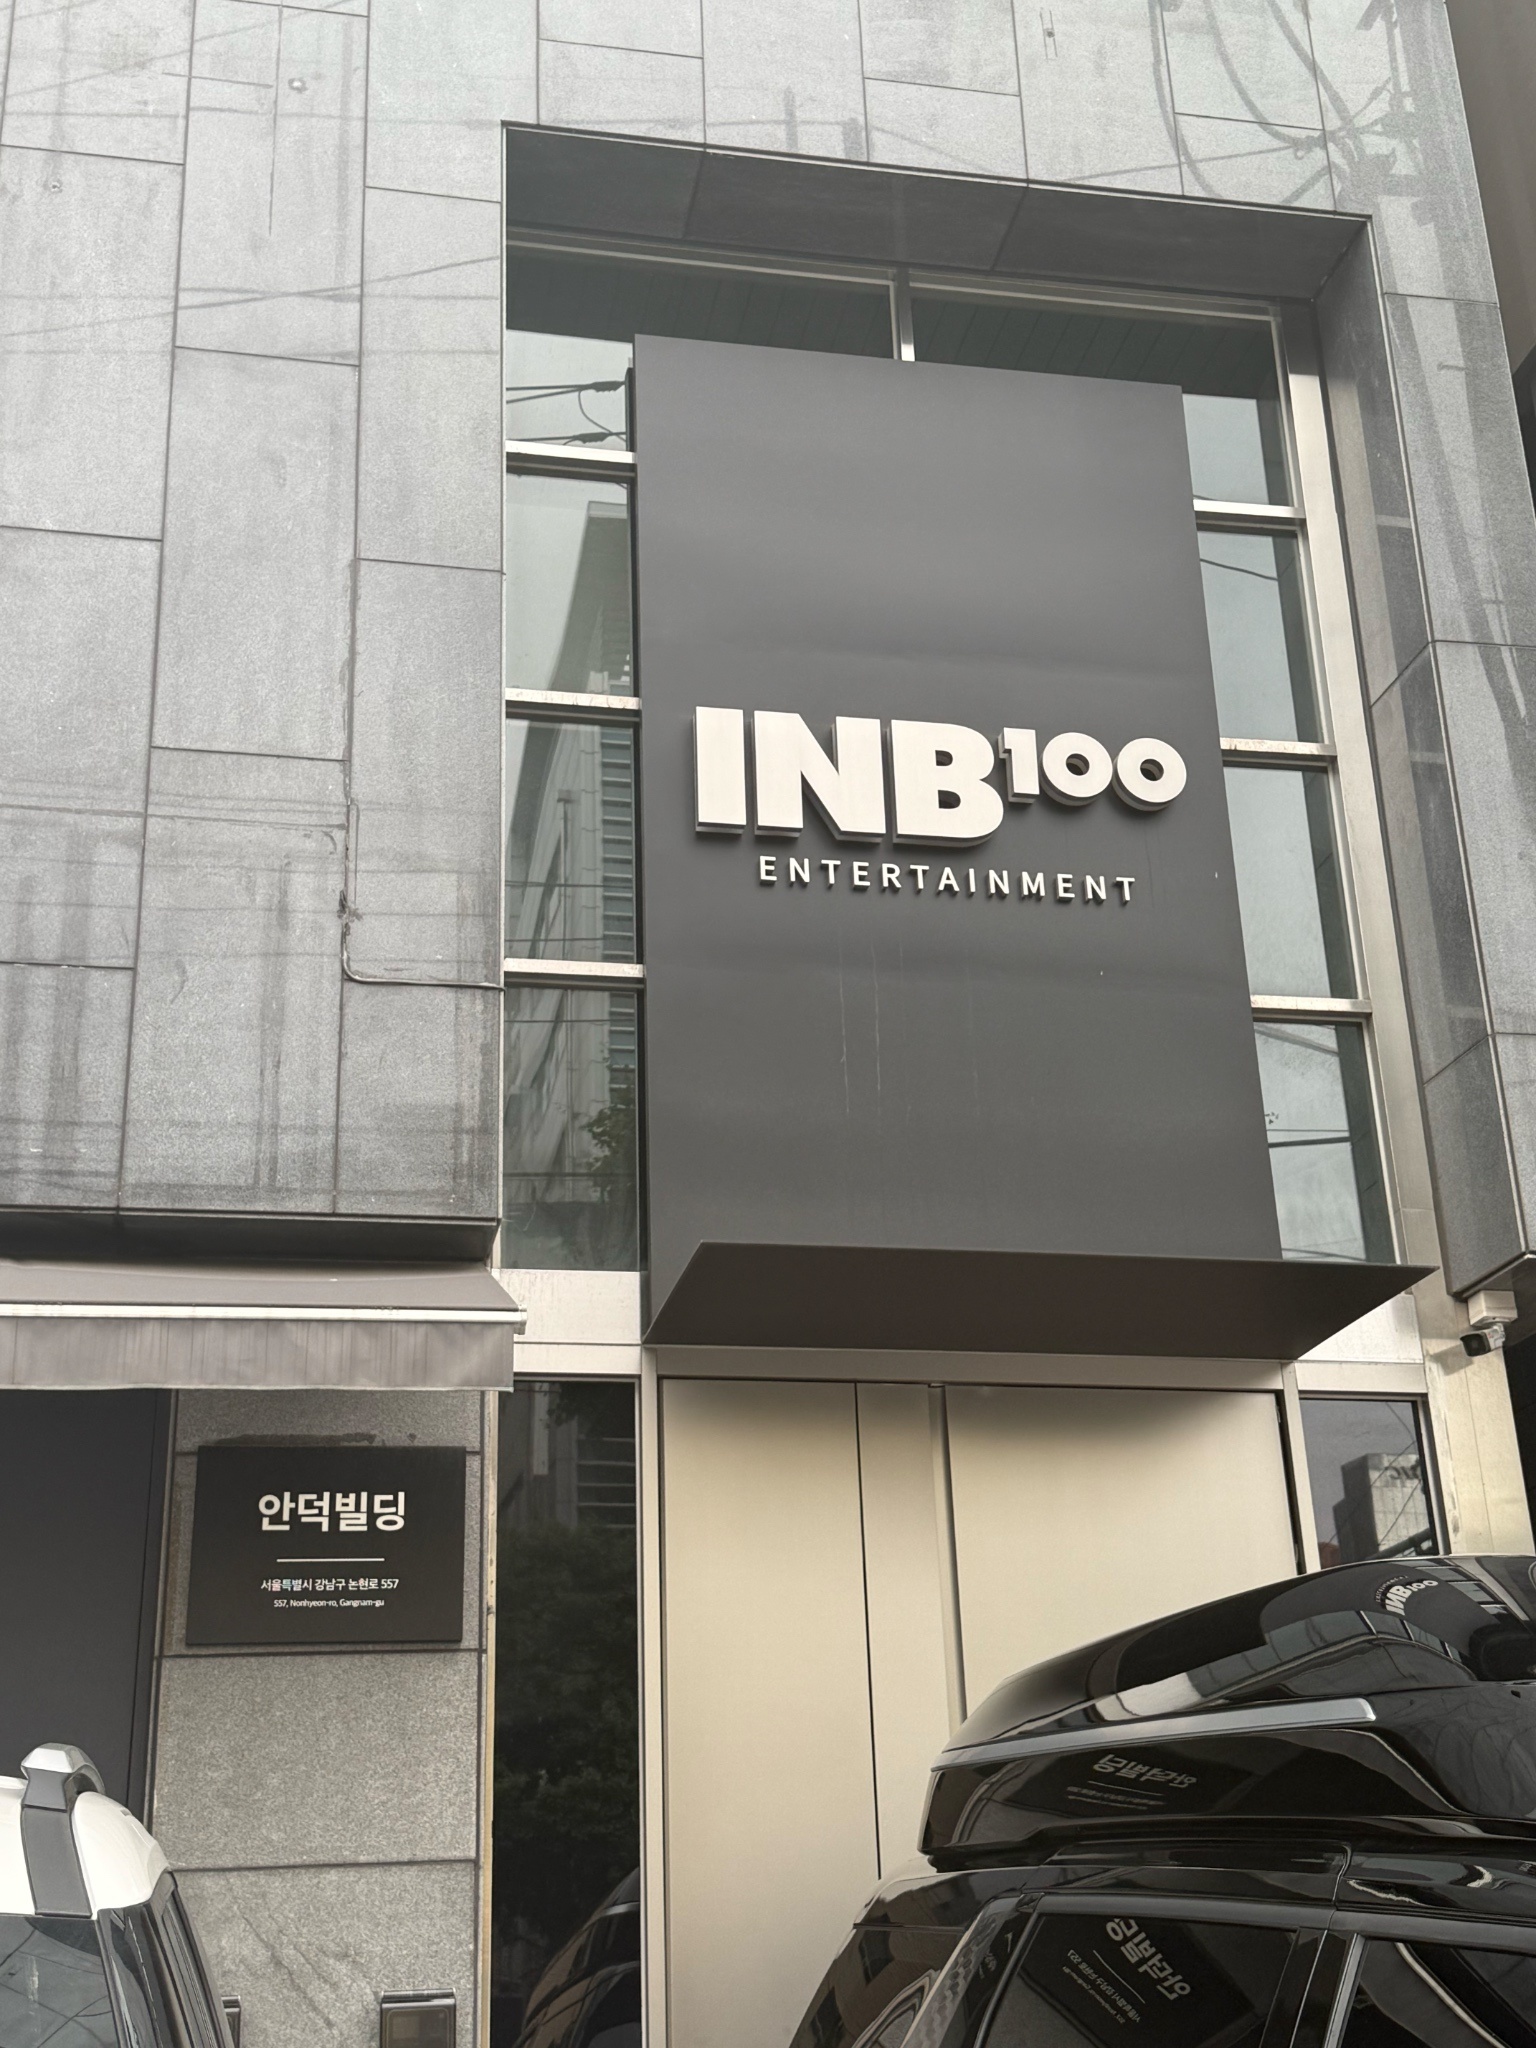 INB100
ENTERTAINMENT
안덕빌딩
서울특별시 강남구 논현로 557
557, Nonhyeon-ro, Gangnam-gu